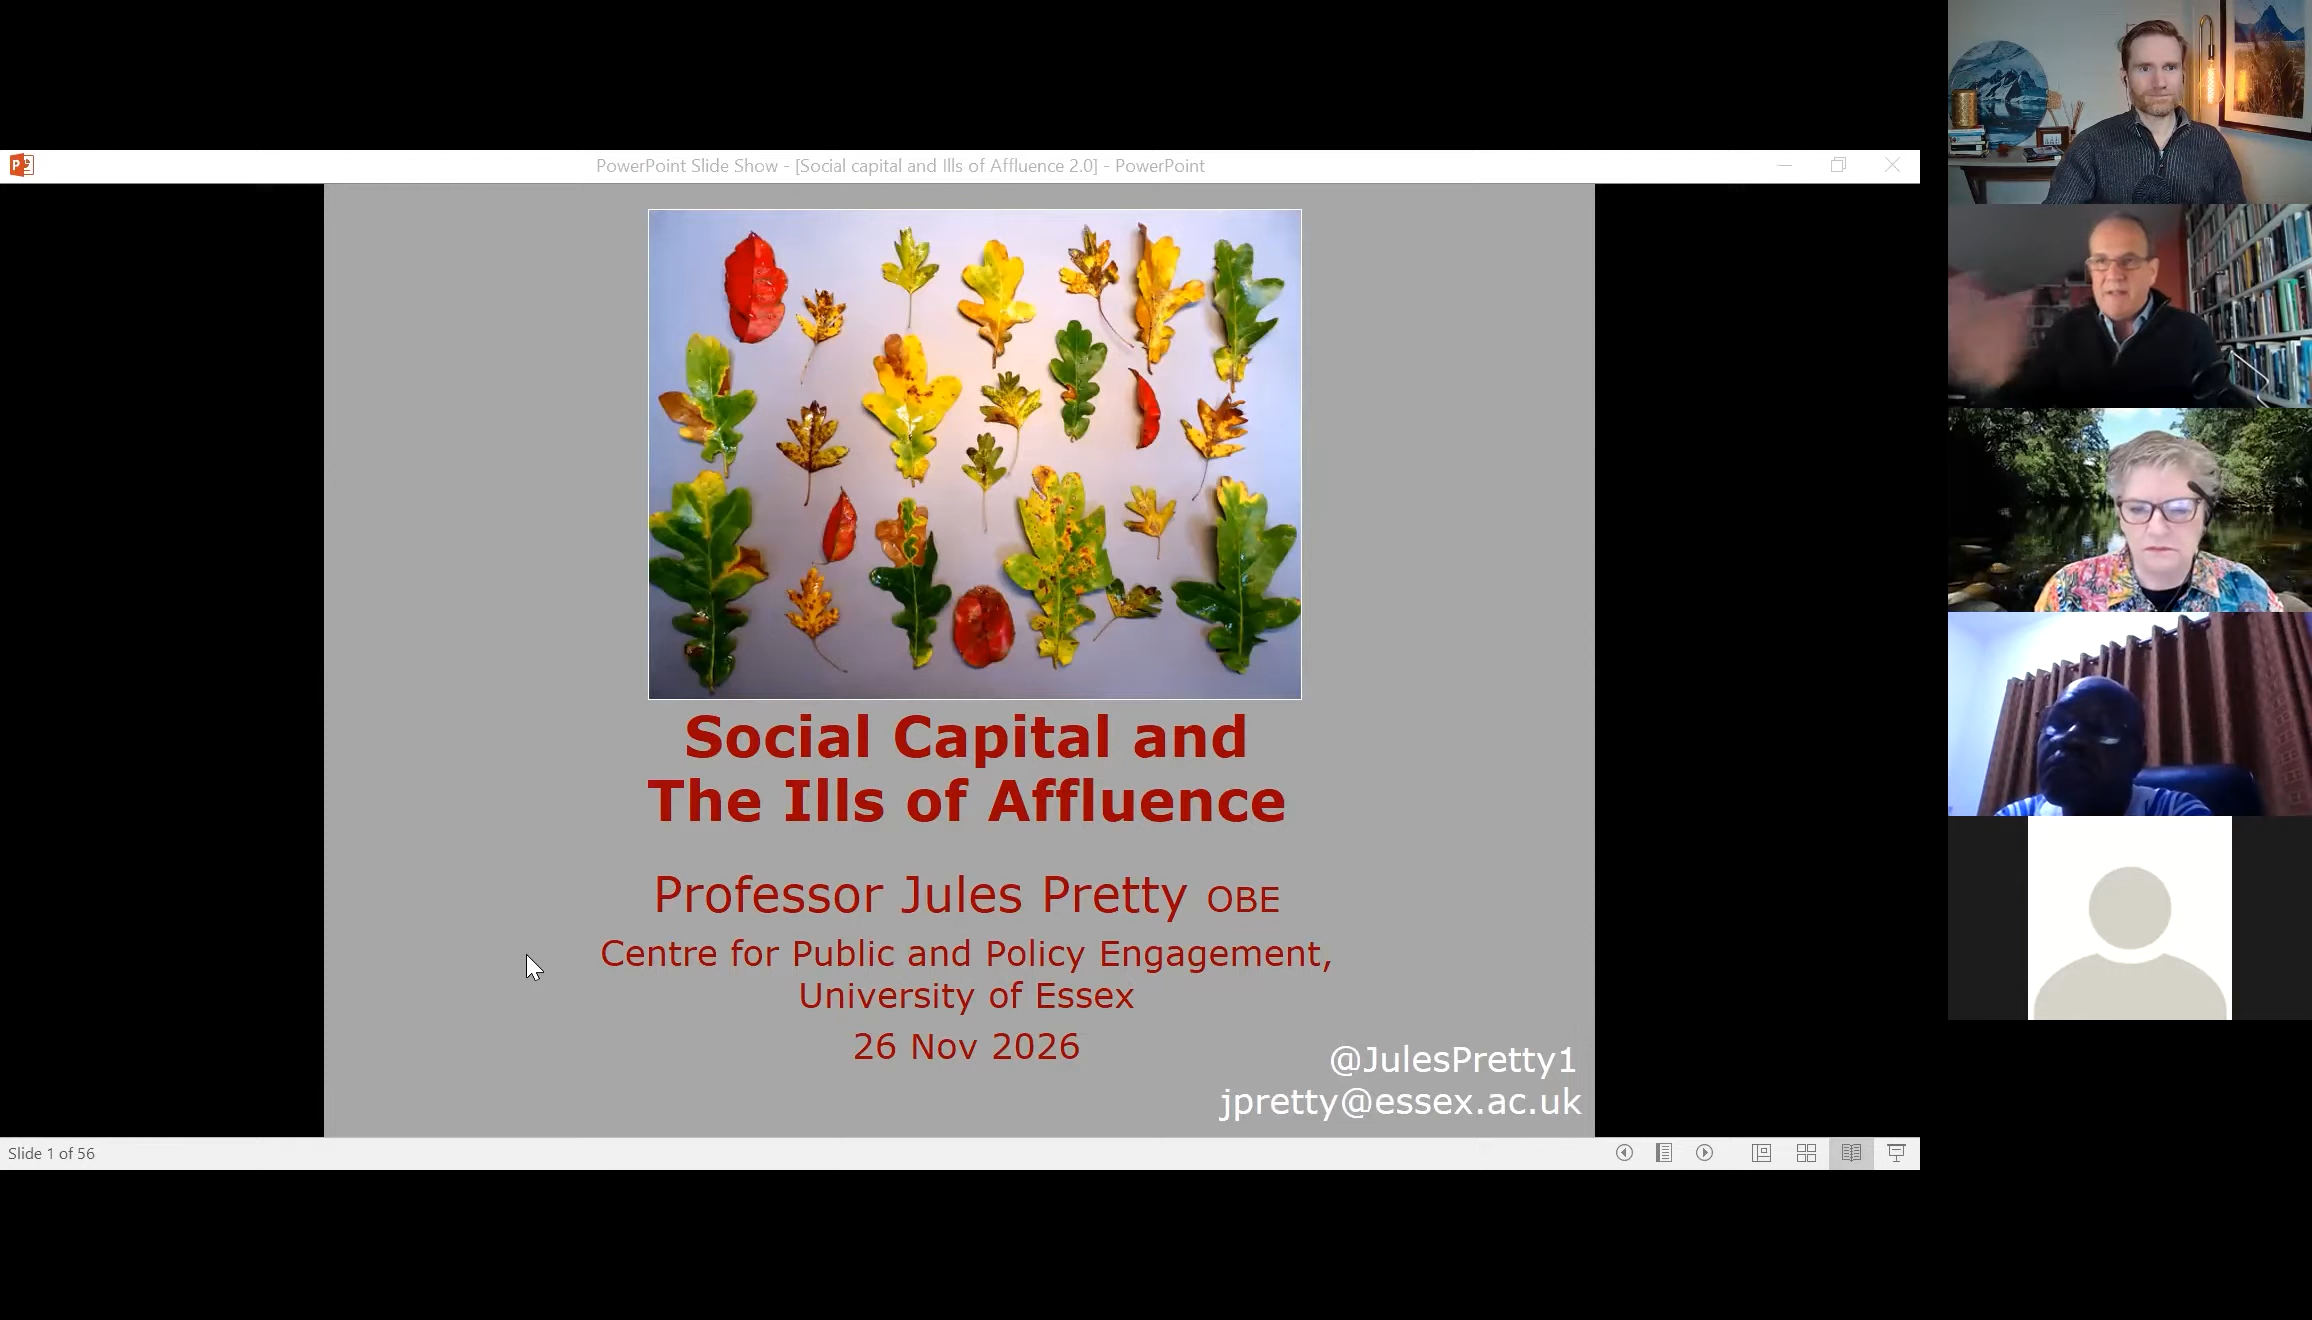 PowerPoint Slide Show - [Social capital and Ills of Affluence 2.0] - PowerPoint
Social Capital and
The Ills of Affluence
Professor Jules Pretty OBE
Centre for Public and Policy Engagement,
University of Essex
26 Nov 2026
@JulesPretty1
jpretty@essex.ac.uk
Slide 1 of 56